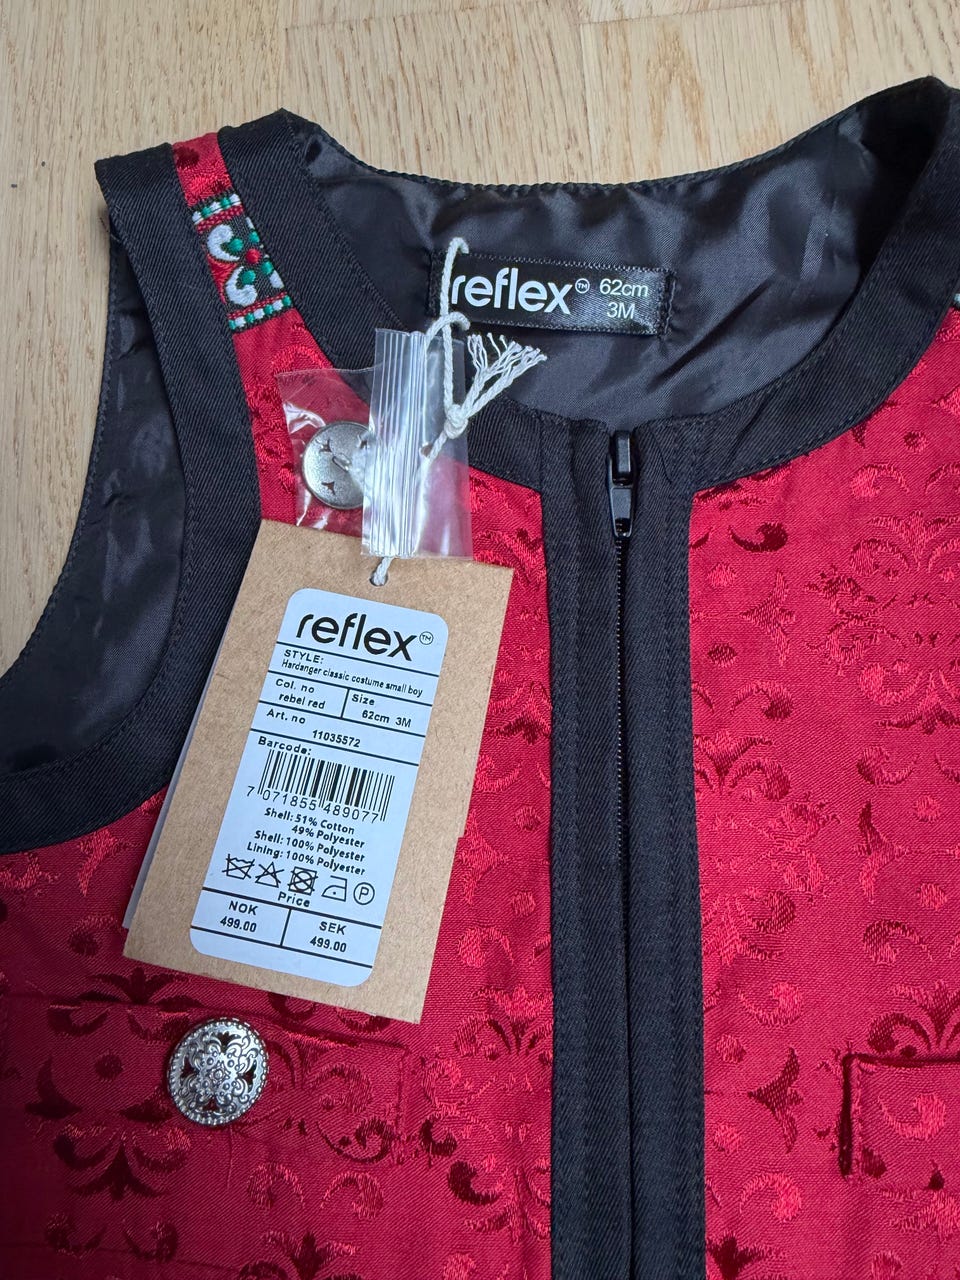 reflex™ 62cm
3M
reflex™
STYLE:
Hardanger classic costume small boy
Col. no
rebel red
Size
62cm 3M
Art. no
11035572
Barcode:
7 071855 489077
Shell: 51% Cotton
49% Polyester
Shell: 100% Polyester
Lining: 100% Polyester
P
Price
NOK
499.00
SEK
499.00